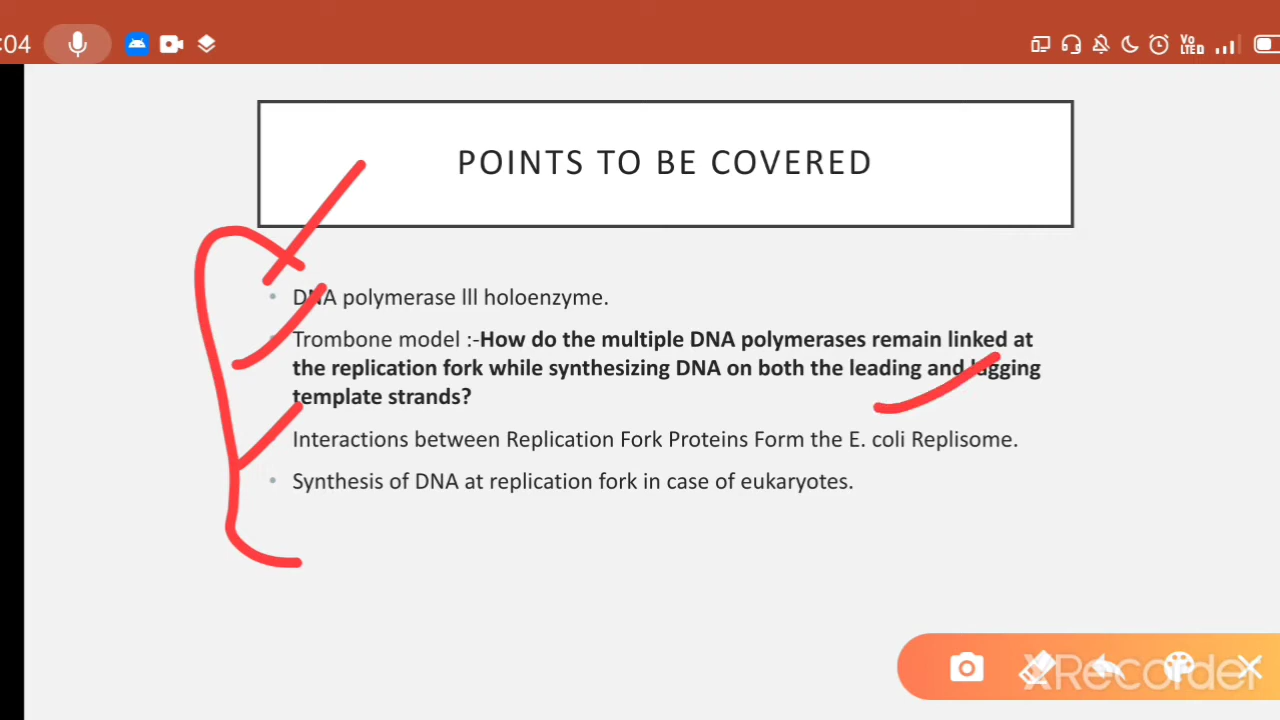 :04
Vo
LTE D
POINTS TO BE COVERED
• DNA polymerase lll holoenzyme.
• Trombone model :-How do the multiple DNA polymerases remain linked at
the replication fork while synthesizing DNA on both the leading and lagging
template strands?
Interactions between Replication Fork Proteins Form the E. coli Replisome.
• Synthesis of DNA at replication fork in case of eukaryotes.
XRecorder